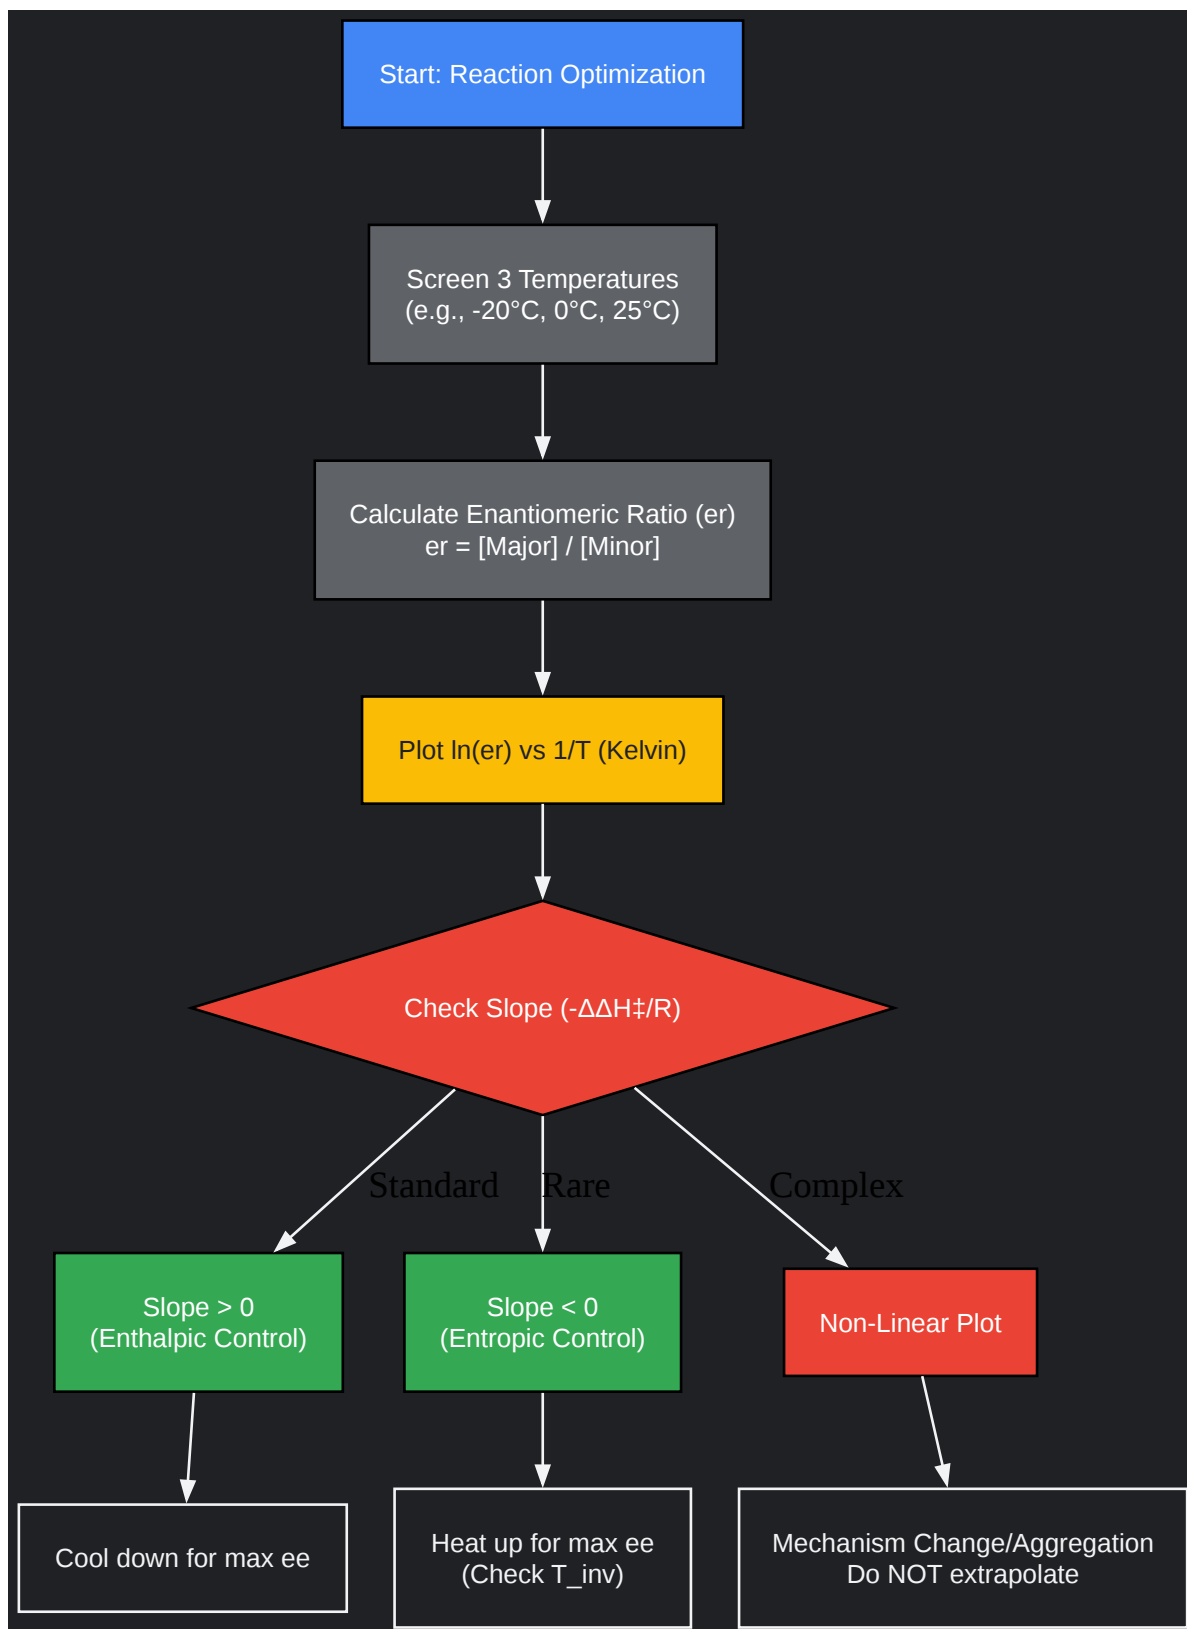 Start: Reaction Optimization
Screen 3 Temperatures
(e.g., -20°C, 0°C, 25°C)
Calculate Enantiomeric Ratio (er)
er = [Major] / [Minor]
Plot ln(er) vs 1/T (Kelvin)
Check Slope (-ΔΔH‡/R)
Standard
Rare
Complex
Slope > 0
(Enthalpic Control)
Slope < 0
(Entropic Control)
Non-Linear Plot
Cool down for max ee
Heat up for max ee
(Check T_inv)
Mechanism Change/Aggregation
Do NOT extrapolate